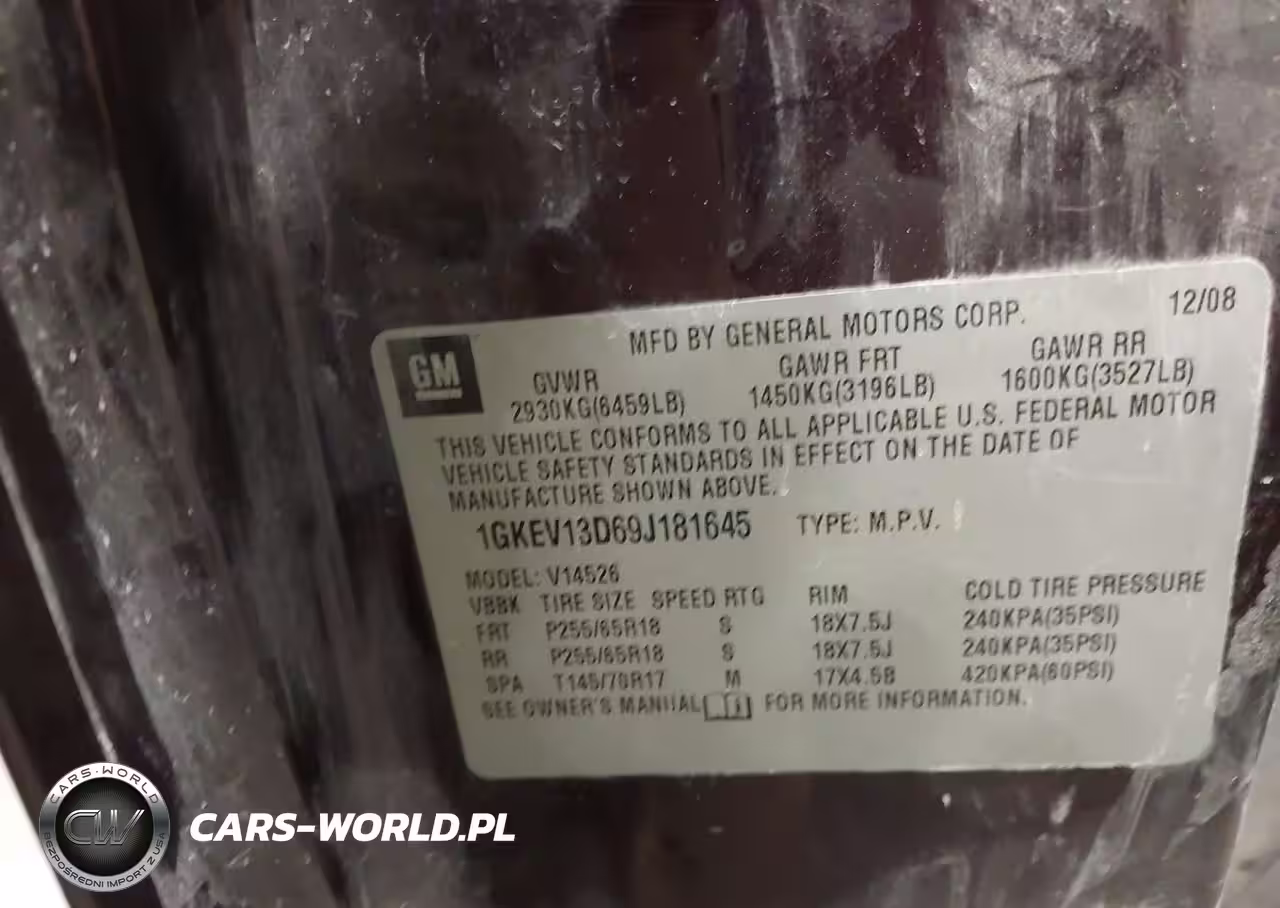 12/08
MFD BY GENERAL MOTORS CORP.
GM
GVWR GAWR FRT GAWR RR
2930KG(6459LB) 1450KG(3196LB) 1600KG(3527LB)
THIS VEHICLE CONFORMS TO ALL APPLICABLE U.S. FEDERAL MOTOR
VEHICLE SAFETY STANDARDS IN EFFECT ON THE DATE OF
MANUFACTURE SHOWN ABOVE.
1GKEV13D69J181645 TYPE: M.P.V.
MODEL: V14526
VBBK TIRE SIZE SPEED RTG RIM COLD TIRE PRESSURE
FRT P255/65R18 S 18X7.5J 240KPA(35PSI)
RR P255/65R18 S 18X7.5J 240KPA(35PSI)
SPA T145/70R17 M 17X4.5B 420KPA(60PSI)
SEE OWNER'S MANUAL FOR MORE INFORMATION.
CARS-WORLD
CW
BEZPOŚREDNI IMPORT Z USA
CARS-WORLD.PL